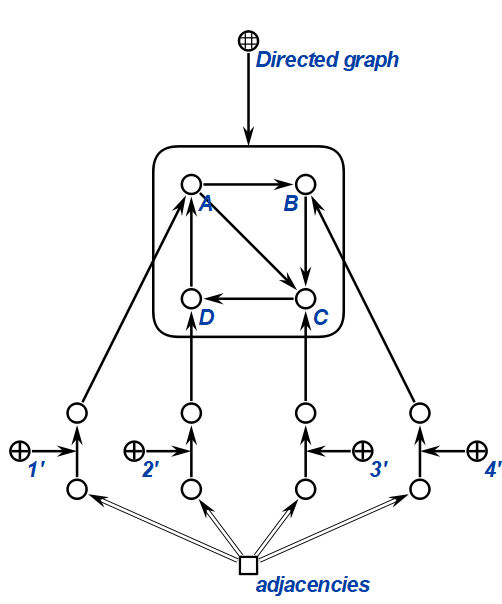 Directed graph
A
B
D
C
1'
2'
3'
4'
adjacencies